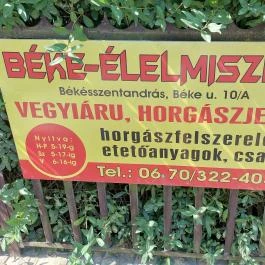 BÉKE-ÉLELMISZ
Békésszentandrás, Béke u. 10/A
VEGYIÁRU, HORGÁSZJE
Nyitva:
H-P 5-19-ig
Sz 5-17-ig
V 6-16-ig
horgászfelszerel
etetőanyagok, csa
Tel.: 06 70/322-40